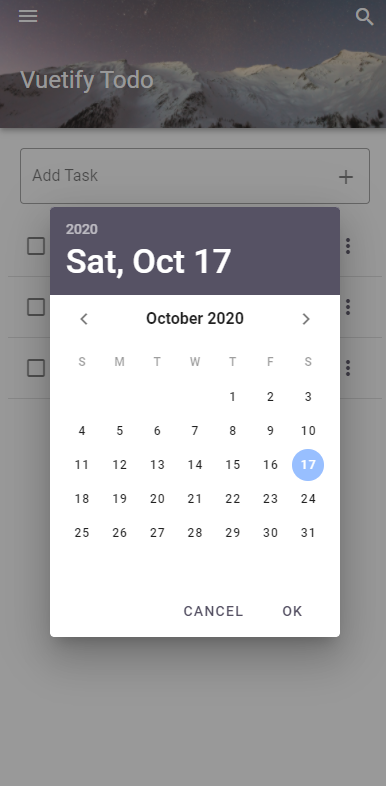 Vuetify Todo
Add Task
2020
Sat, Oct 17
October 2020
S M T W T F S
1 2 3
4 5 6 7 8 9 10
11 12 13 14 15 16 17
18 19 20 21 22 23 24
25 26 27 28 29 30 31
CANCEL OK